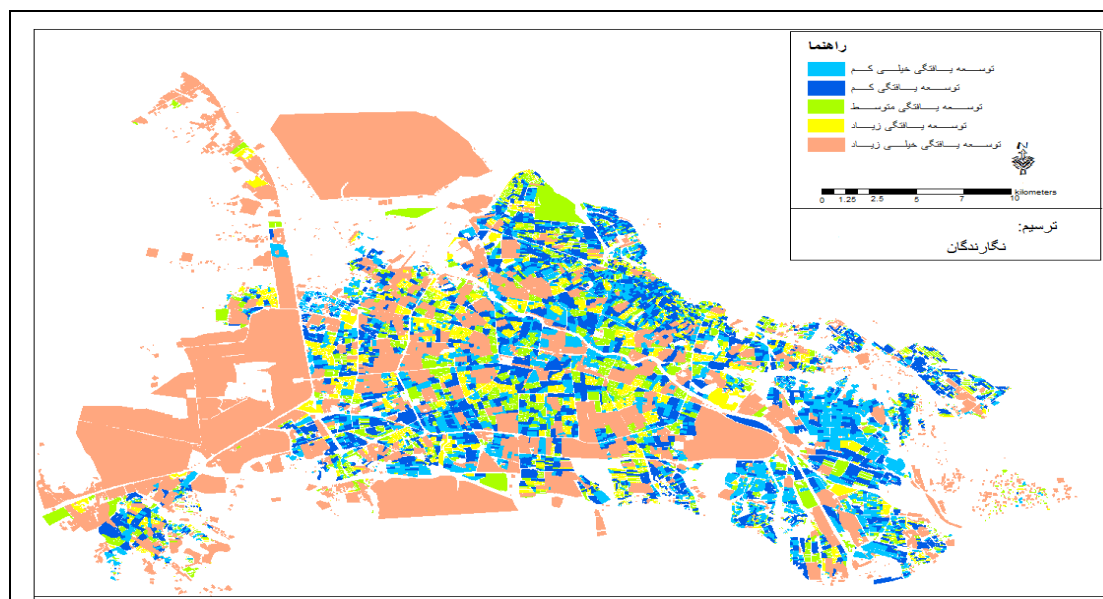 راهنما
توسعه یافتگی خیلی کم
توسعه یافتگی کم
توسعه یافتگی متوسط
توسعه یافتگی زیاد
توسعه یافتگی خیلی زیاد
N
kilometers
0 1.25 2.5 5 7 10
ترسیم:
نگارندگان